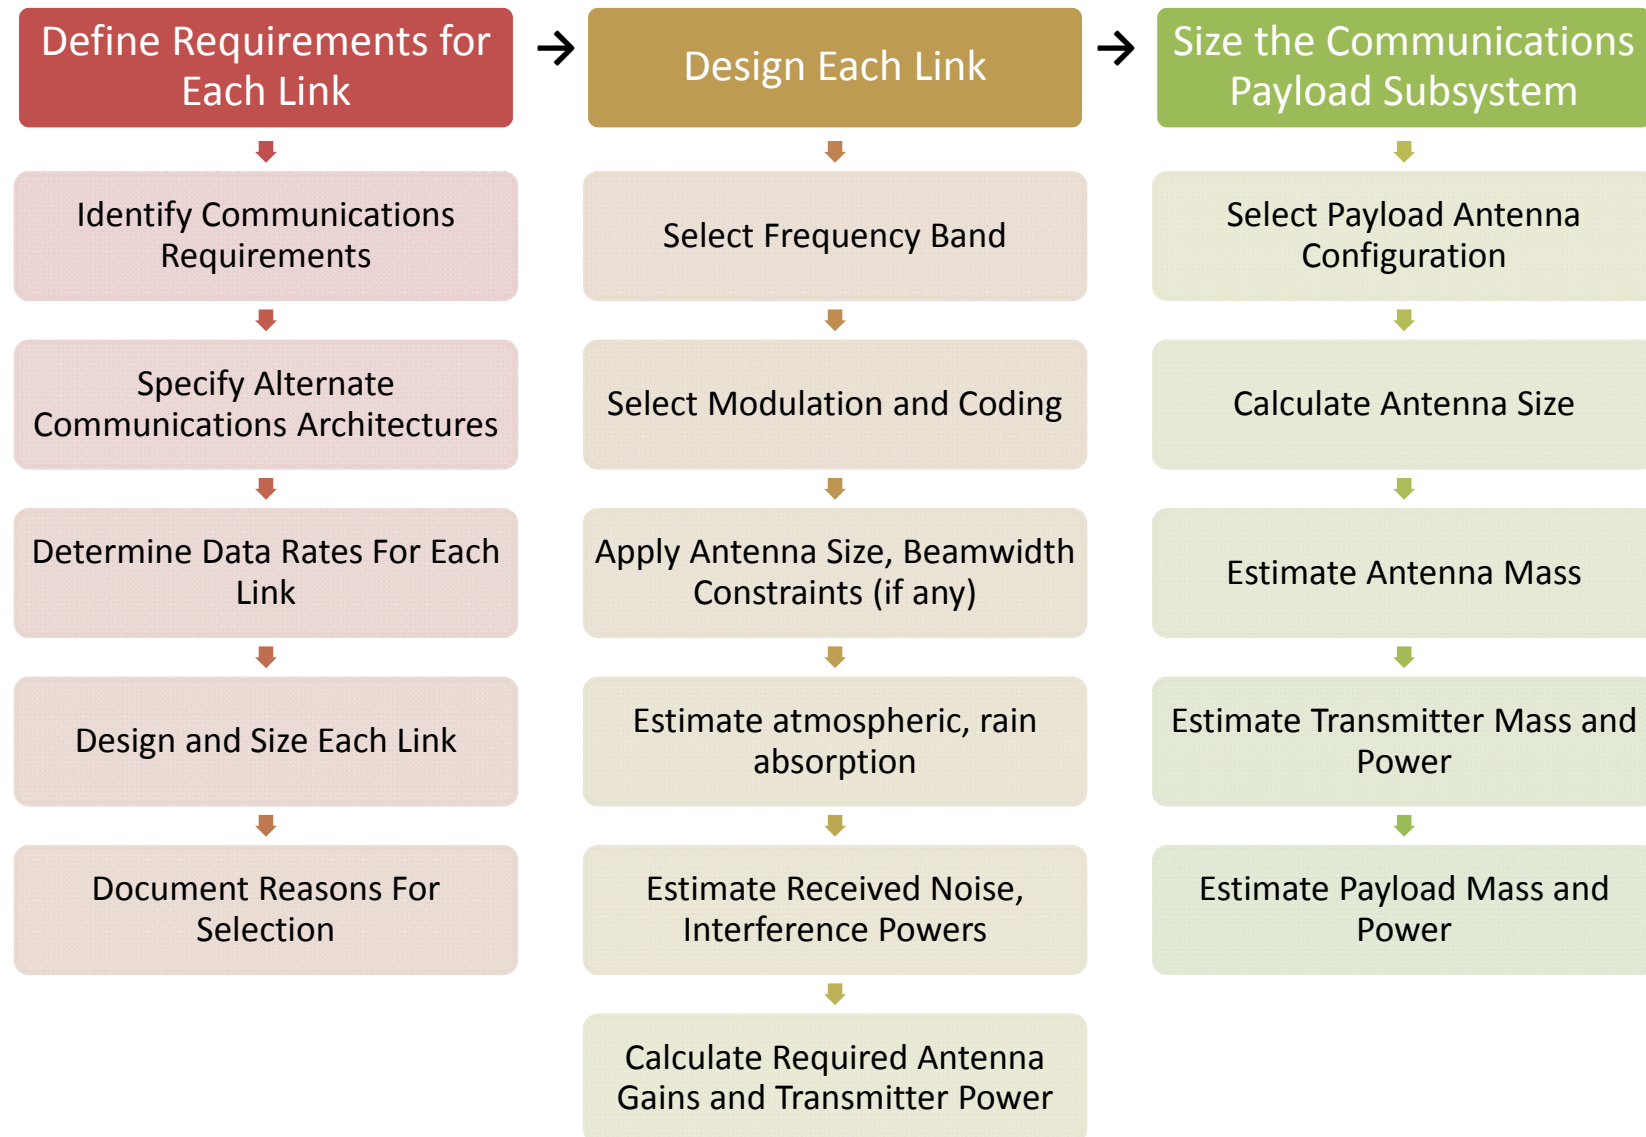 Define Requirements for
Each Link
Identify Communications
Requirements
Specify Alternate
Communications Architectures
Determine Data Rates For Each
Link
Design and Size Each Link
Document Reasons For
Selection
Design Each Link
Select Frequency Band
Select Modulation and Coding
Apply Antenna Size, Beamwidth
Constraints (if any)
Estimate atmospheric, rain
absorption
Estimate Received Noise,
Interference Powers
Calculate Required Antenna
Gains and Transmitter Power
Size the Communications
Payload Subsystem
Select Payload Antenna
Configuration
Calculate Antenna Size
Estimate Antenna Mass
Estimate Transmitter Mass and
Power
Estimate Payload Mass and
Power